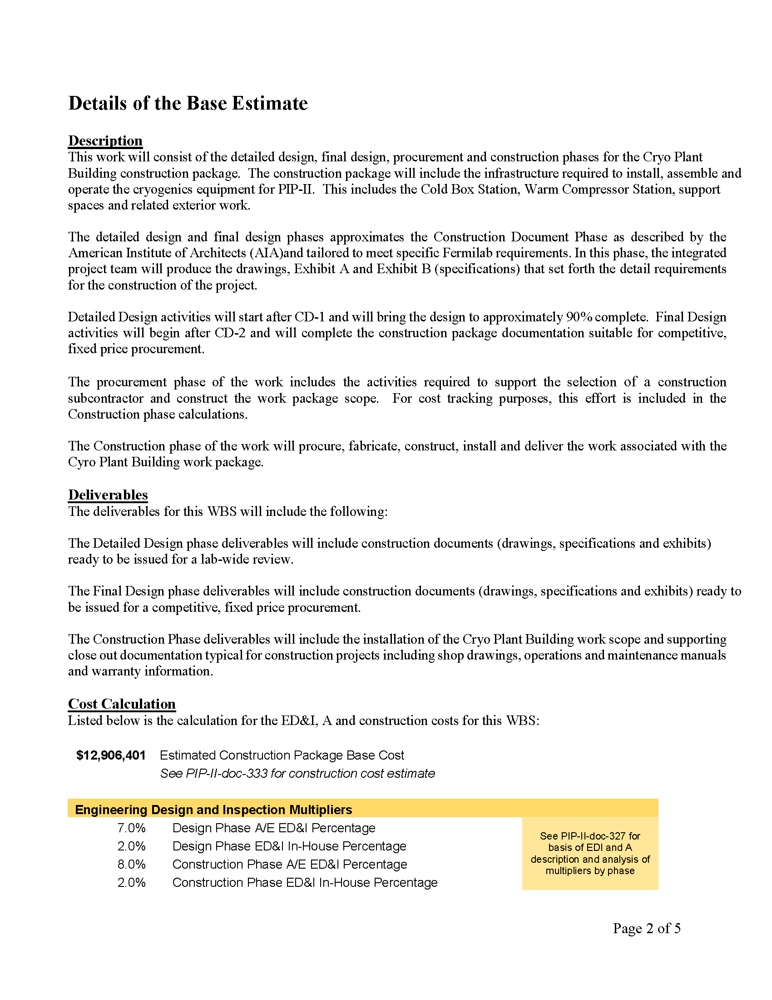 Details of the Base Estimate
Description
This work will consist of the detailed design, final design, procurement and construction phases for the Cryo Plant
Building construction package.  The construction package will include the infrastructure required to install, assemble and
operate the cryogenics equipment for PIP-II.  This includes the Cold Box Station, Warm Compressor Station, support
spaces and related exterior work.
The detailed design and final design phases approximates the Construction Document Phase as described by the
American Institute of Architects (AIA)and tailored to meet specific Fermilab requirements. In this phase, the integrated
project team will produce the drawings, Exhibit A and Exhibit B (specifications) that set forth the detail requirements
for the construction of the project.
Detailed Design activities will start after CD-1 and will bring the design to approximately 90% complete.  Final Design
activities will begin after CD-2 and will complete the construction package documentation suitable for competitive,
fixed price procurement.
The procurement phase of the work includes the activities required to support the selection of a construction
subcontractor and construct the work package scope.  For cost tracking purposes, this effort is included in the
Construction phase calculations.
The Construction phase of the work will procure, fabricate, construct, install and deliver the work associated with the
Cyro Plant Building work package.
Deliverables
The deliverables for this WBS will include the following:
The Detailed Design phase deliverables will include construction documents (drawings, specifications and exhibits)
ready to be issued for a lab-wide review.
The Final Design phase deliverables will include construction documents (drawings, specifications and exhibits) ready to
be issued for a competitive, fixed price procurement.
The Construction Phase deliverables will include the installation of the Cryo Plant Building work scope and supporting
close out documentation typical for construction projects including shop drawings, operations and maintenance manuals
and warranty information.
Cost Calculation
Listed below is the calculation for the ED&I, A and construction costs for this WBS:
$12,906,401 Estimated Construction Package Base Cost
See PIP-II-doc-333 for construction cost estimate
Engineering Design and Inspection Multipliers
7.0% Design Phase A/E ED&I Percentage
2.0% Design Phase ED&I In-House Percentage
8.0% Construction Phase A/E ED&I Percentage
2.0% Construction Phase ED&I In-House Percentage
See PIP-II-doc-327 for
basis of EDI and A
description and analysis of
multipliers by phase
Page 2 of 5